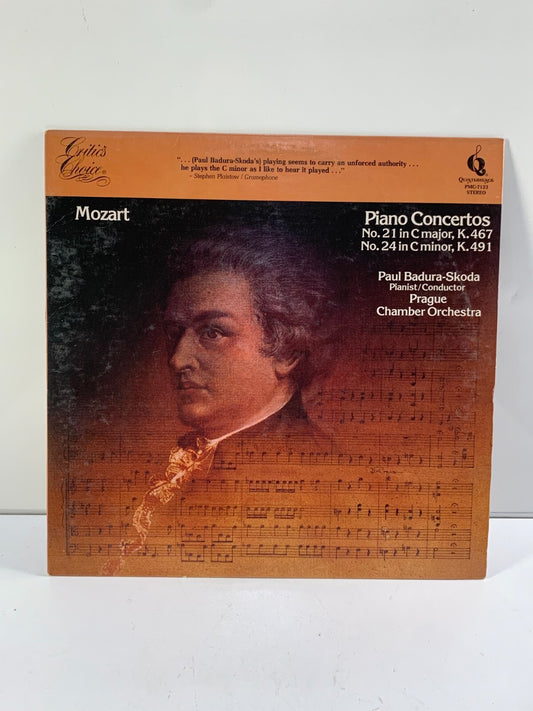 Critic's
Choice®
"... (Paul Badura-Skoda's) playing seems to carry an unforced authority ...
he plays the C minor as I like to hear it played ..."
—Stephen Plaistow / Gramophone
QUINTESSENCE
PMC-7123
STEREO
Mozart
Piano Concertos
No. 21 in C major, K. 467
No. 24 in C minor, K. 491
Paul Badura-Skoda
Pianist/Conductor
Prague
Chamber Orchestra